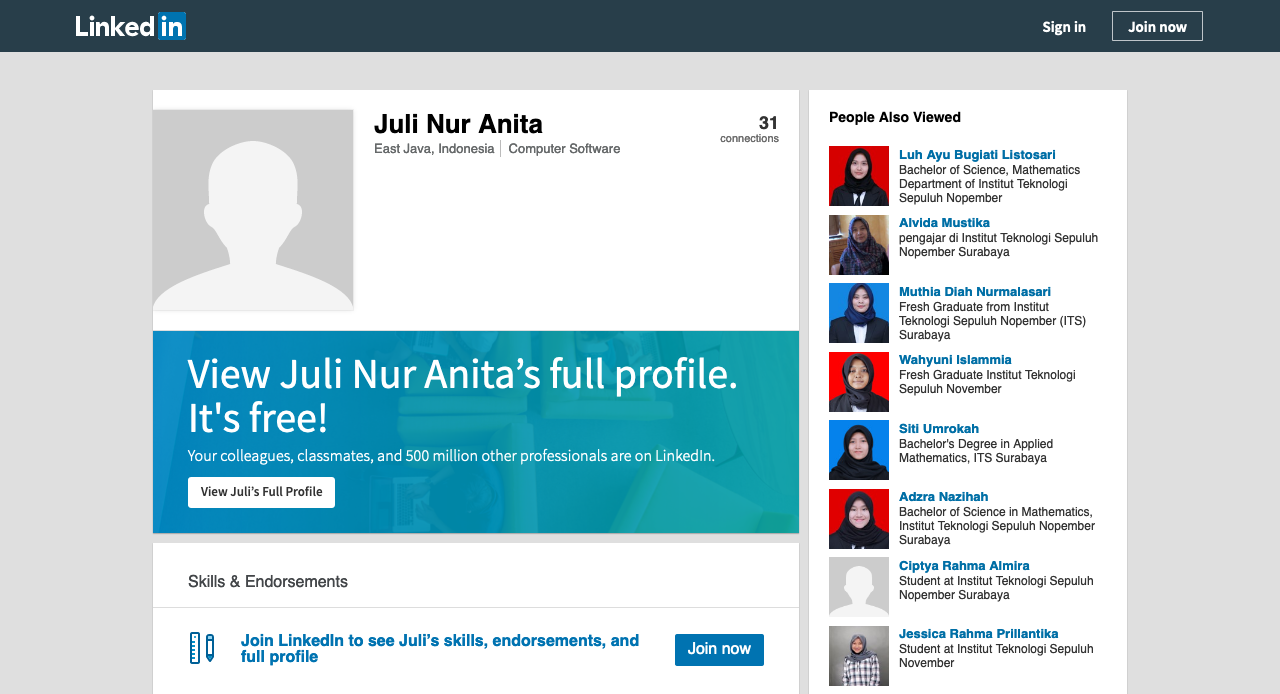 Linked in
Sign in
Join now
Juli Nur Anita
East Java, Indonesia
Computer Software
31
connections
View Juli Nur Anita’s full profile.
It's free!
Your colleagues, classmates, and 500 million other professionals are on LinkedIn.
View Juli’s Full Profile
Skills & Endorsements
Join LinkedIn to see Juli’s skills, endorsements, and
full profile
Join now
People Also Viewed
Luh Ayu Bugiati Listosari
Bachelor of Science, Mathematics
Department of Institut Teknologi
Sepuluh Nopember
Alvida Mustika
pengajar di Institut Teknologi Sepuluh
Nopember Surabaya
Muthia Diah Nurmalasari
Fresh Graduate from Institut
Teknologi Sepuluh Nopember (ITS)
Surabaya
Wahyuni Islammia
Fresh Graduate Institut Teknologi
Sepuluh November
Siti Umrokah
Bachelor's Degree in Applied
Mathematics, ITS Surabaya
Adzra Nazihah
Bachelor of Science in Mathematics,
Institut Teknologi Sepuluh Nopember
Surabaya
Ciptya Rahma Almira
Student at Institut Teknologi Sepuluh
Nopember Surabaya
Jessica Rahma Prillantika
Student at Institut Teknologi Sepuluh
November